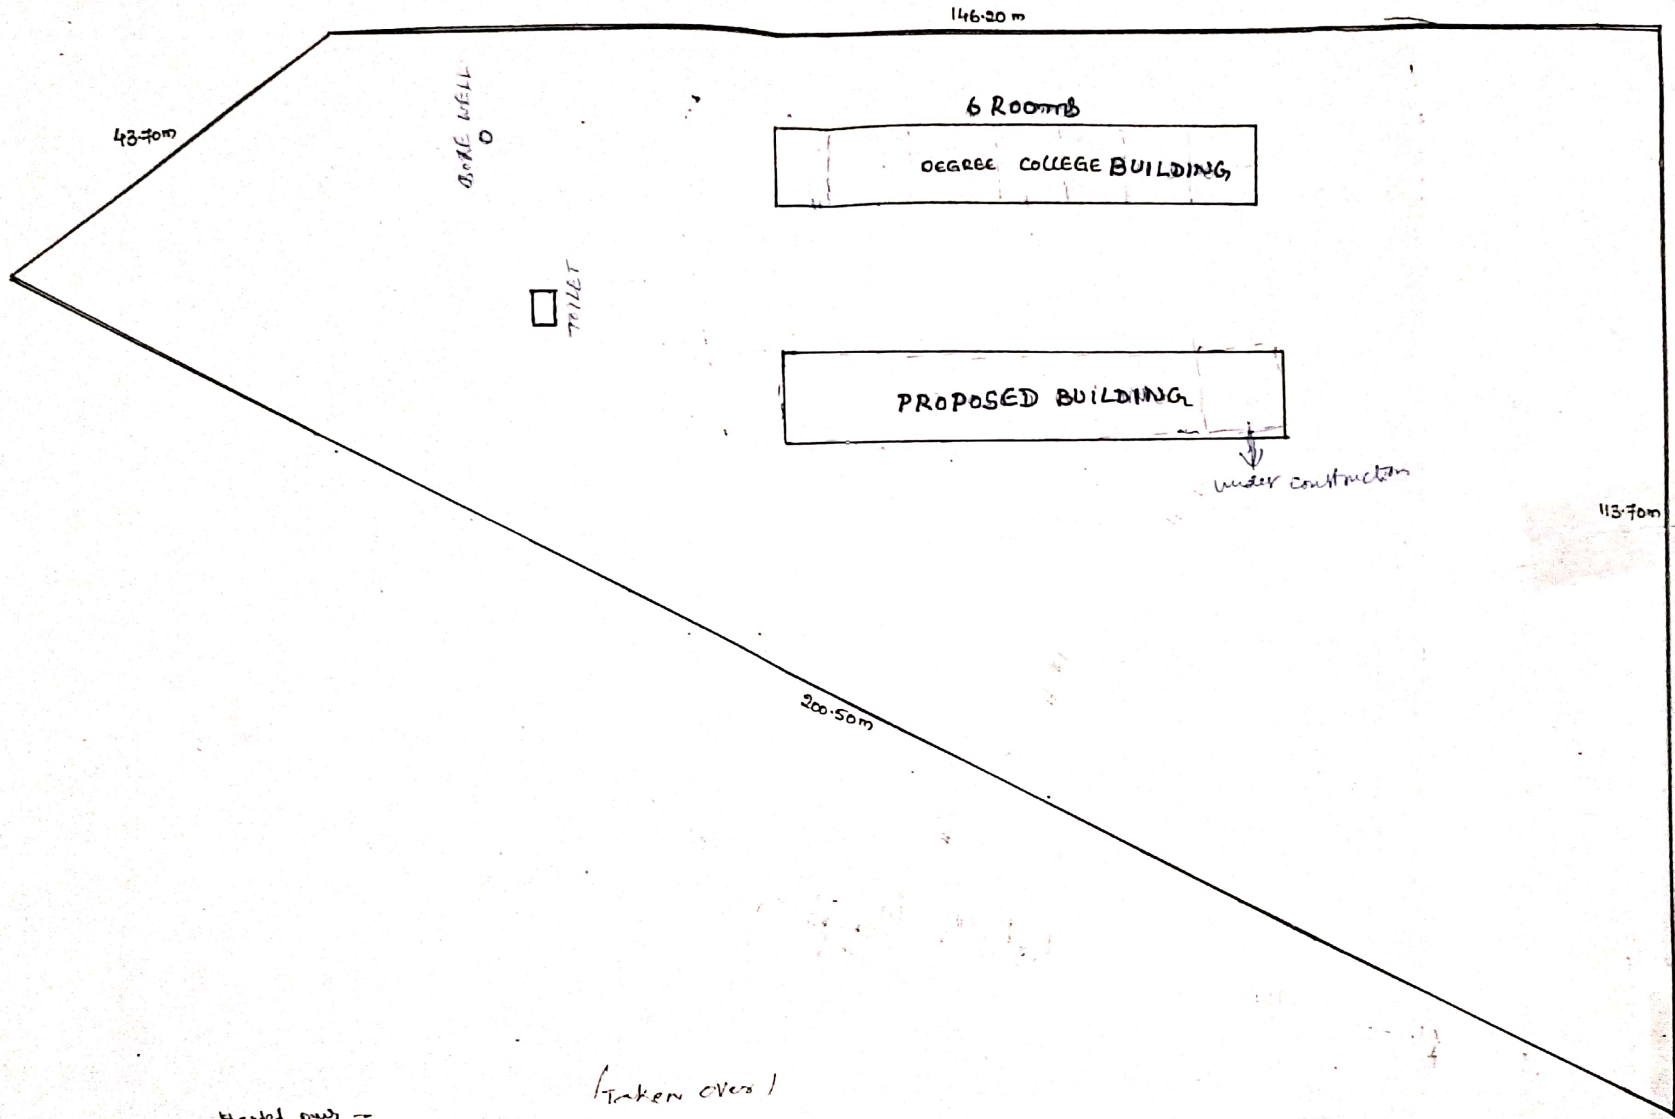 146.20 m
43.70m
BORE WELL
6 Rooms
DEGREE COLLEGE BUILDING
TOILET
PROPOSED BUILDING
under construction
113.70m
200.50m
Taken over
over